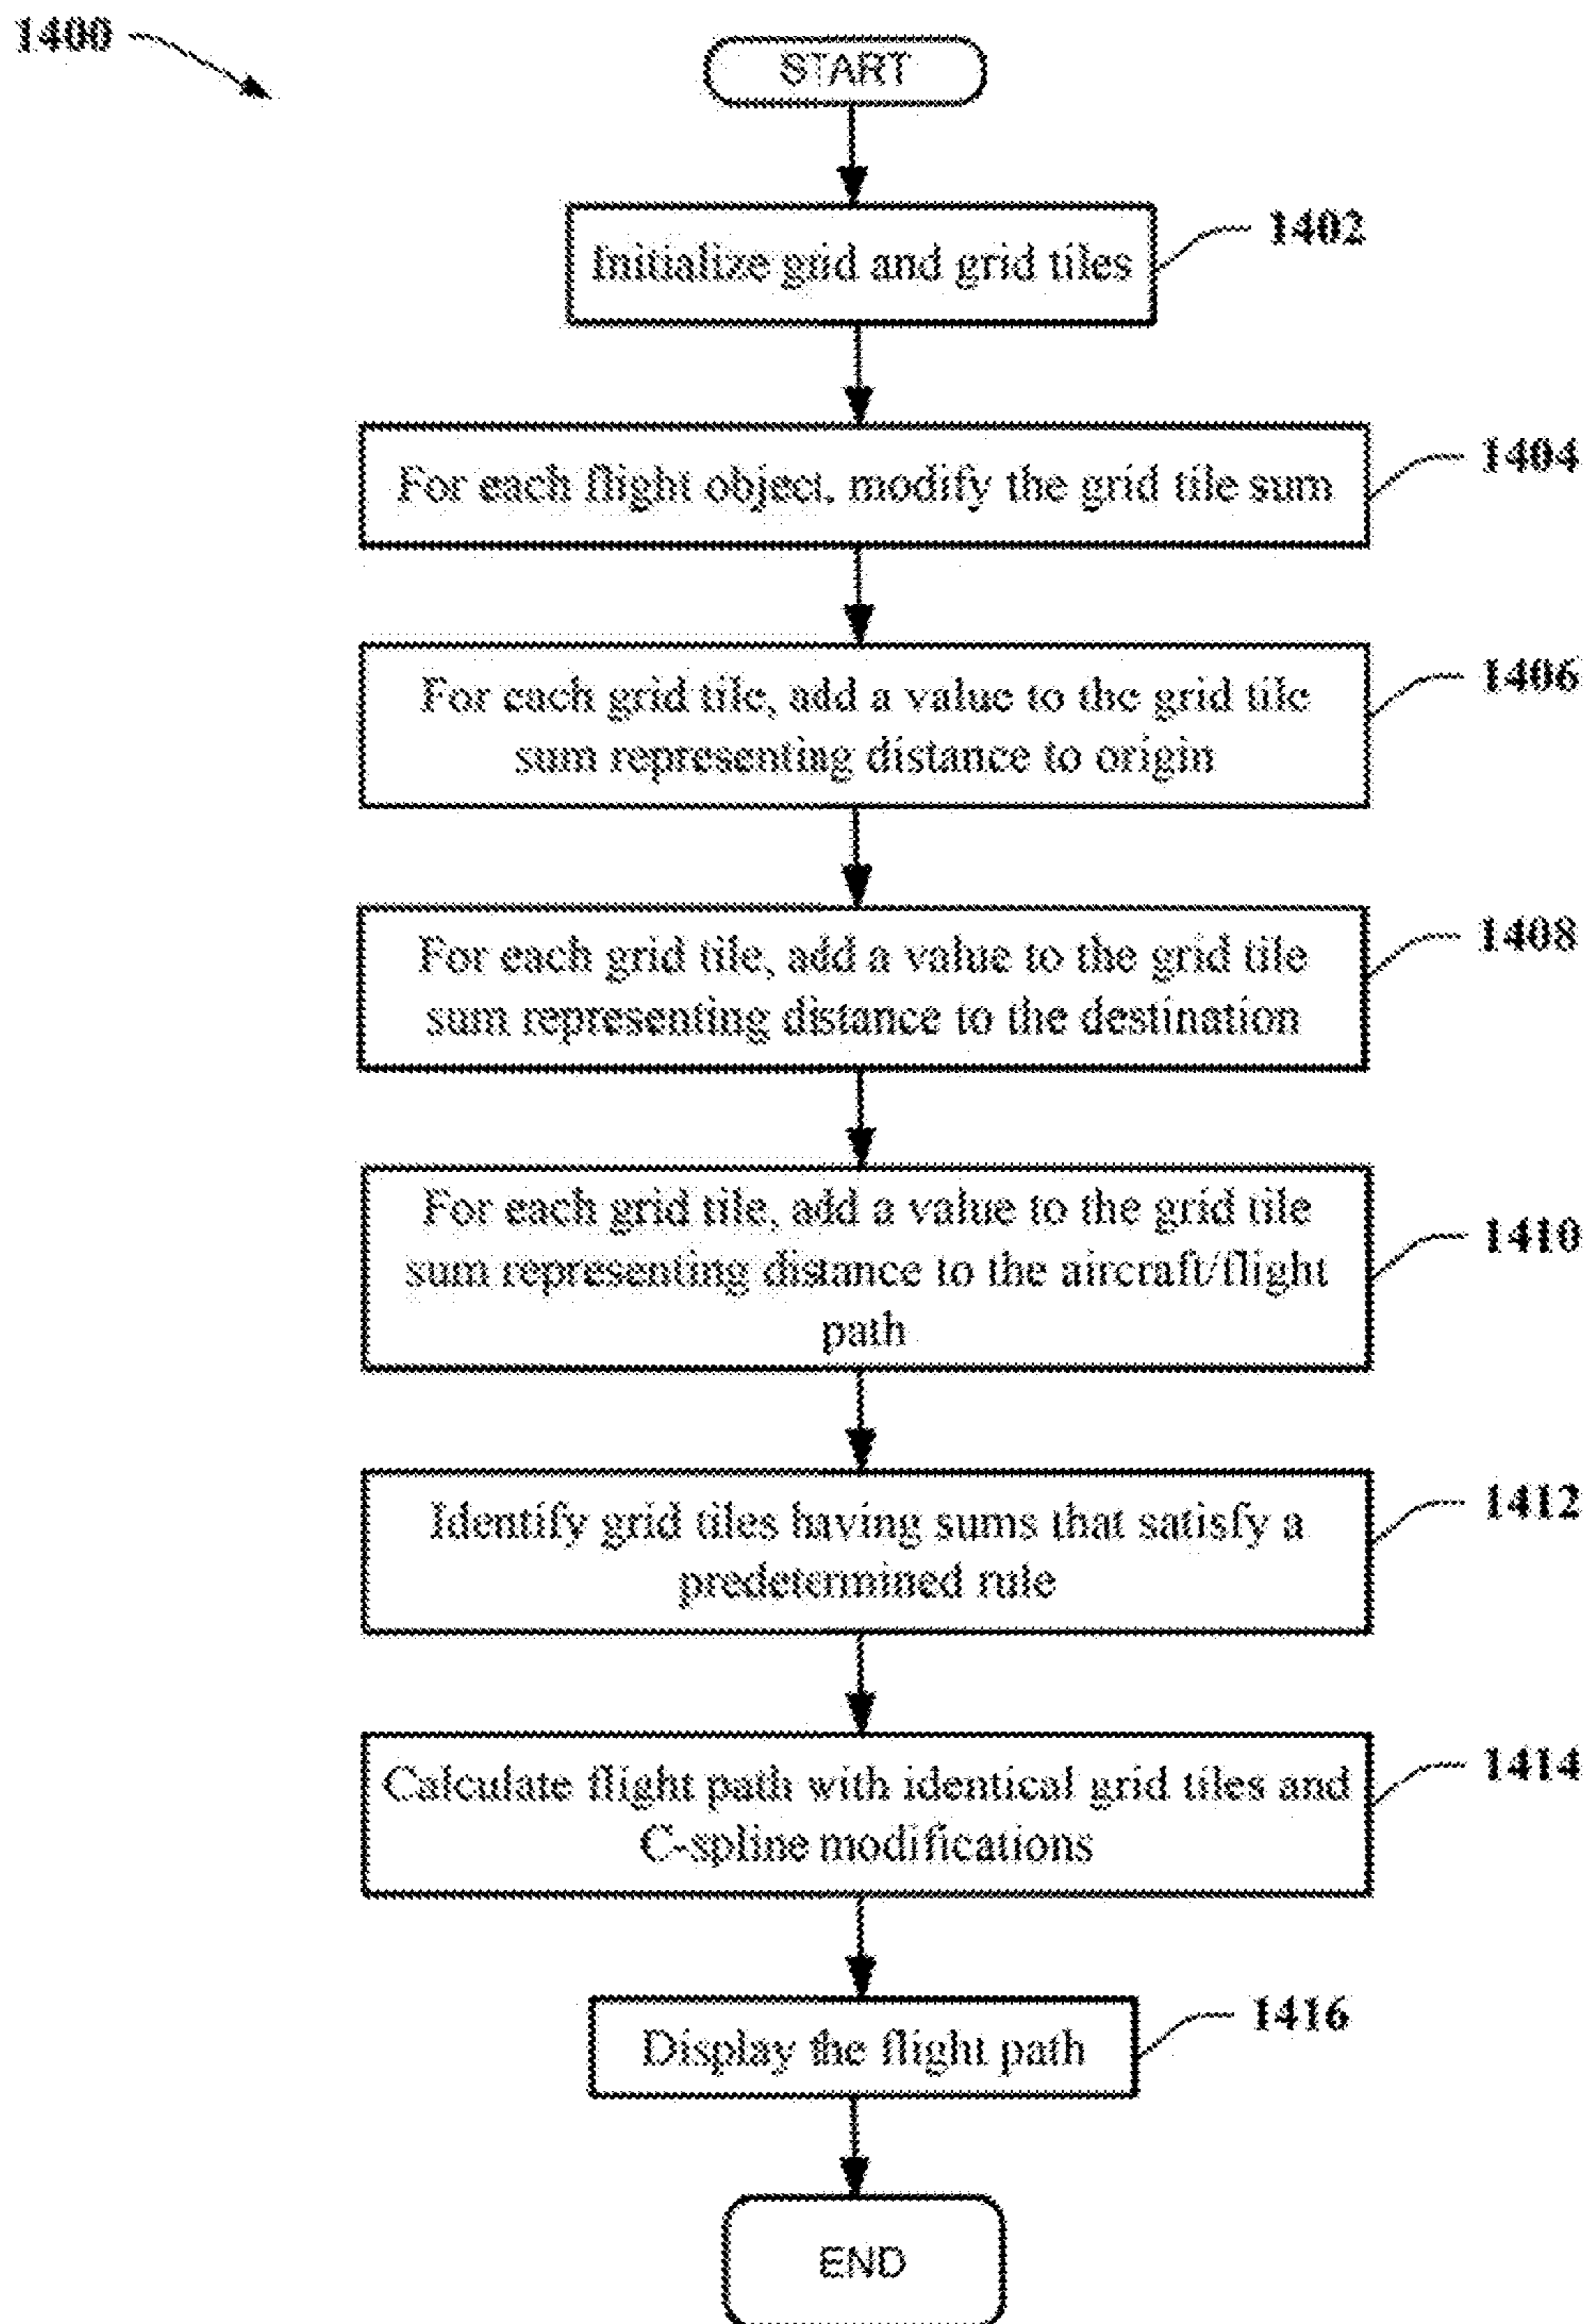 1400
START
Initialize grid and grid tiles
1402
For each flight object, modify the grid tile sum
1404
For each grid tile, add a value to the grid tile
sum representing distance to origin
1406
For each grid tile, add a value to the grid tile
sum representing distance to the destination
1408
For each grid tile, add a value to the grid tile
sum representing distance to the aircraft/flight
path
1410
Identify grid tiles having sums that satisfy a
predetermined rule
1412
Calculate flight path with identical grid tiles and
C-spline modifications
1414
Display the flight path
1416
END